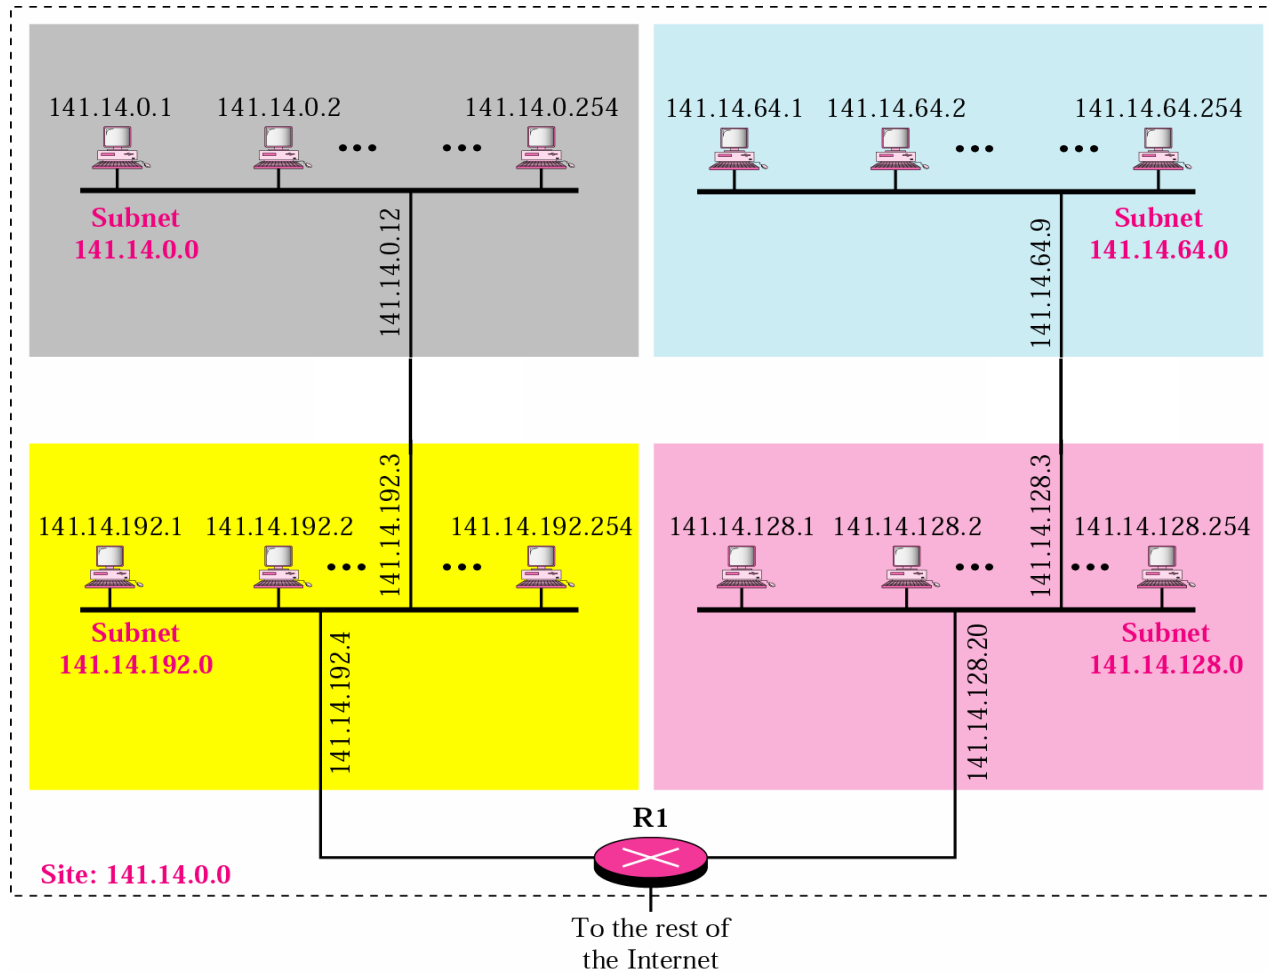 141.14.0.1
141.14.0.2
141.14.0.254
Subnet
141.14.0.0
141.14.0.12
141.14.64.1
141.14.64.2
141.14.64.254
141.14.64.9
Subnet
141.14.64.0
141.14.192.3
141.14.192.1
141.14.192.2
141.14.192.254
Subnet
141.14.192.0
141.14.192.4
141.14.128.3
141.14.128.1
141.14.128.2
141.14.128.254
141.14.128.20
Subnet
141.14.128.0
R1
Site: 141.14.0.0
To the rest of
the Internet